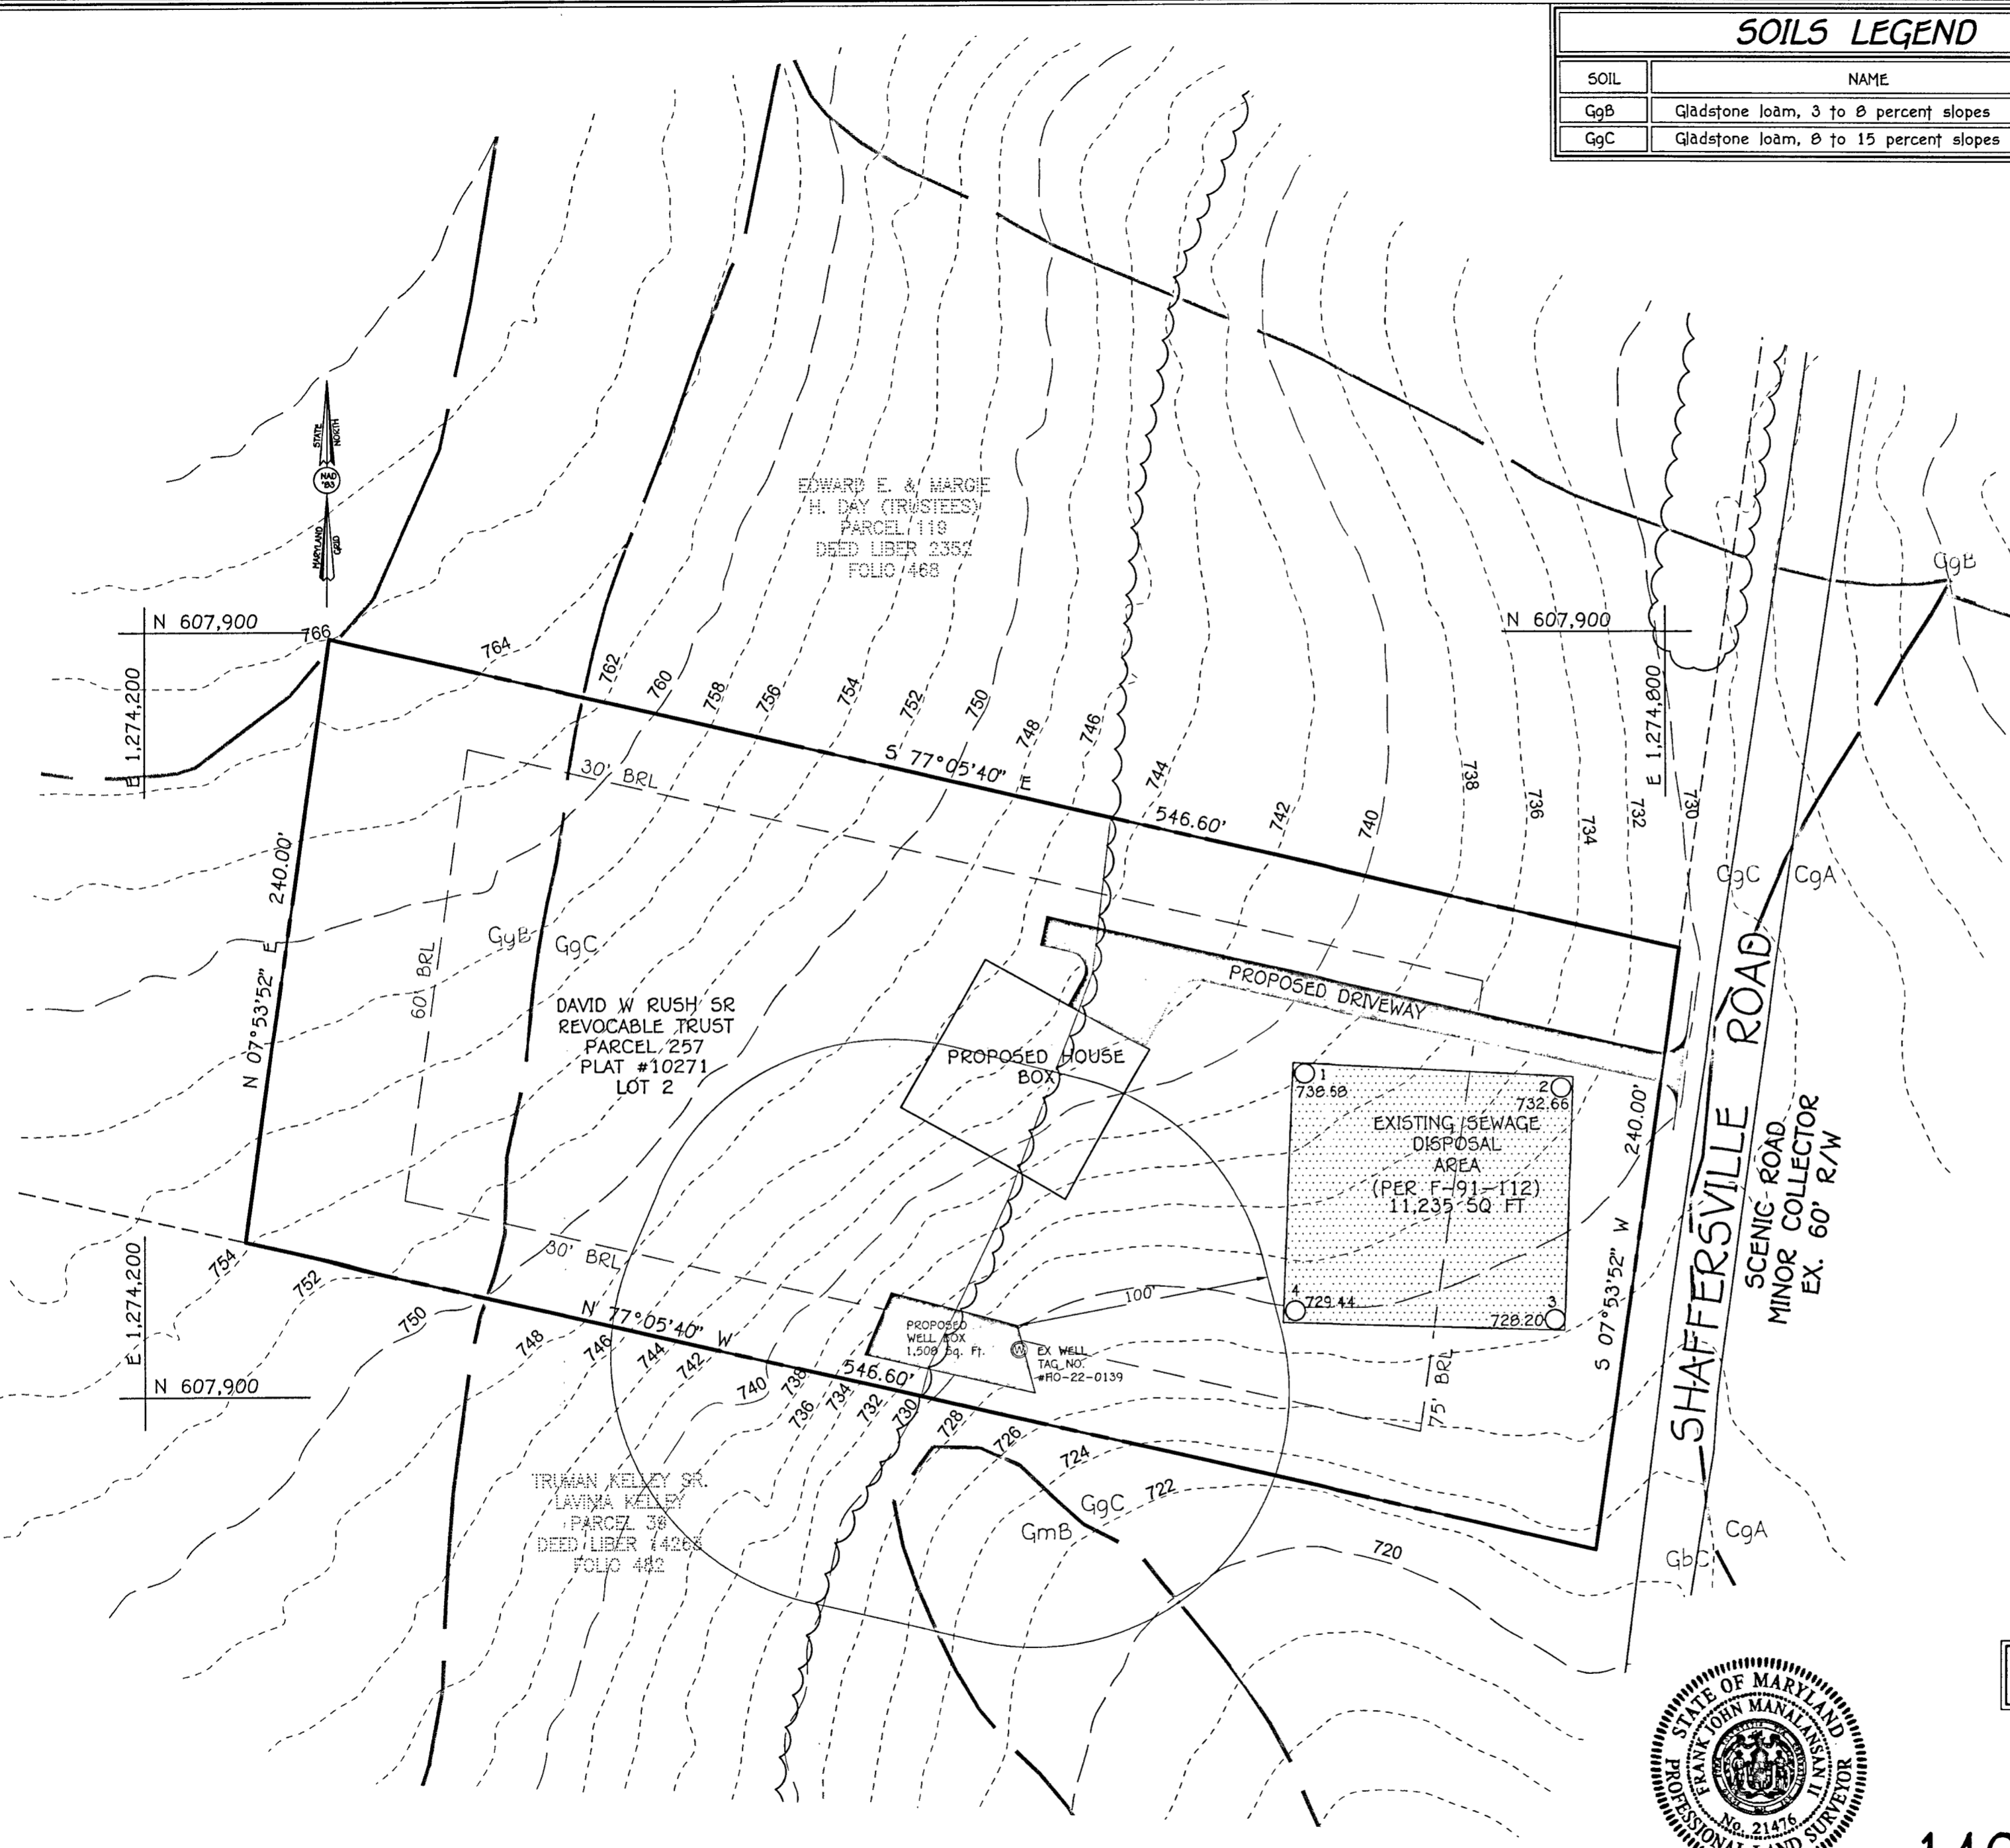 SOILS LEGEND
SOIL NAME
GgB Gladstone loam, 3 to 8 percent slopes
GgC Gladstone loam, 8 to 15 percent slopes
STATE NORTH
NAD '83
MARYLAND GRID
EDWARD E. & MARGIE
H. DAY (TRUSTEES)
PARCEL 119
DEED LIBER 2352
FOLIO 468
GgB
N 607,900
E 1,274,200
N 607,900
E 1,274,800
766
764
762
760
758
756
754
752
750
748
746
744
742
740
738
736
734
732
730
S 77°05'40" E
546.60'
30' BRL
240.00'
N 07°53'52" E
60' BRL
GgC
CgA
GyB
GgC
DAVID W RUSH SR
REVOCABLE TRUST
PARCEL 257
PLAT #10271
LOT 2
PROPOSED DRIVEWAY
PROPOSED HOUSE
BOX
1
738.58
2
732.66
EXISTING SEWAGE
DISPOSAL
AREA
(PER F-91-112)
11,235 SQ FT
4
729.44
3
728.20
240.00'
S 07°53'52" W
75' BRL
SHAFFERSVILLE ROAD
SCENIC ROAD
MINOR COLLECTOR
EX. 60' R/W
100'
30' BRL
PROPOSED
WELL BOX
1,508 Sq. Ft.
W
EX WELL
TAG NO.
#HO-22-0139
N 77°05'40" W
546.60'
E 1,274,200
N 607,900
754
752
750
748
746
744
742
740
738
736
734
732
730
728
726
724
722
720
TRUMAN KELLEY SR.
LAVINIA KELLEY
PARCEL 39
FOLIO 482
GgC
GmB
CgA
GbC
STATE OF MARYLAND
FRANK JOHN MANALANSAN II
No. 21476
PROFESSIONAL LAND SURVEYOR